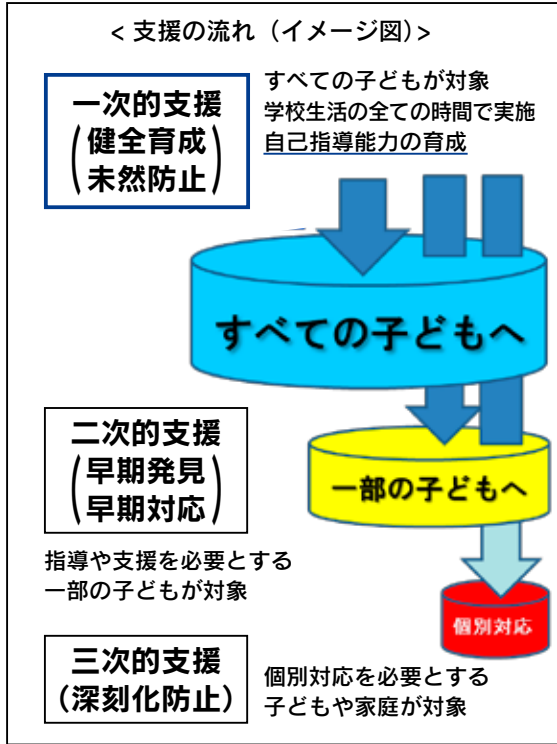 <支援の流れ（イメージ図）>
一次的支援
（健全育成
未然防止）
すべての子どもが対象
学校生活の全ての時間で実施
自己指導能力の育成
すべての子どもへ
二次的支援
（早期発見
早期対応）
一部の子どもへ
指導や支援を必要とする
一部の子どもが対象
個別対応
三次的支援
（深刻化防止）
個別対応を必要とする
子どもや家庭が対象